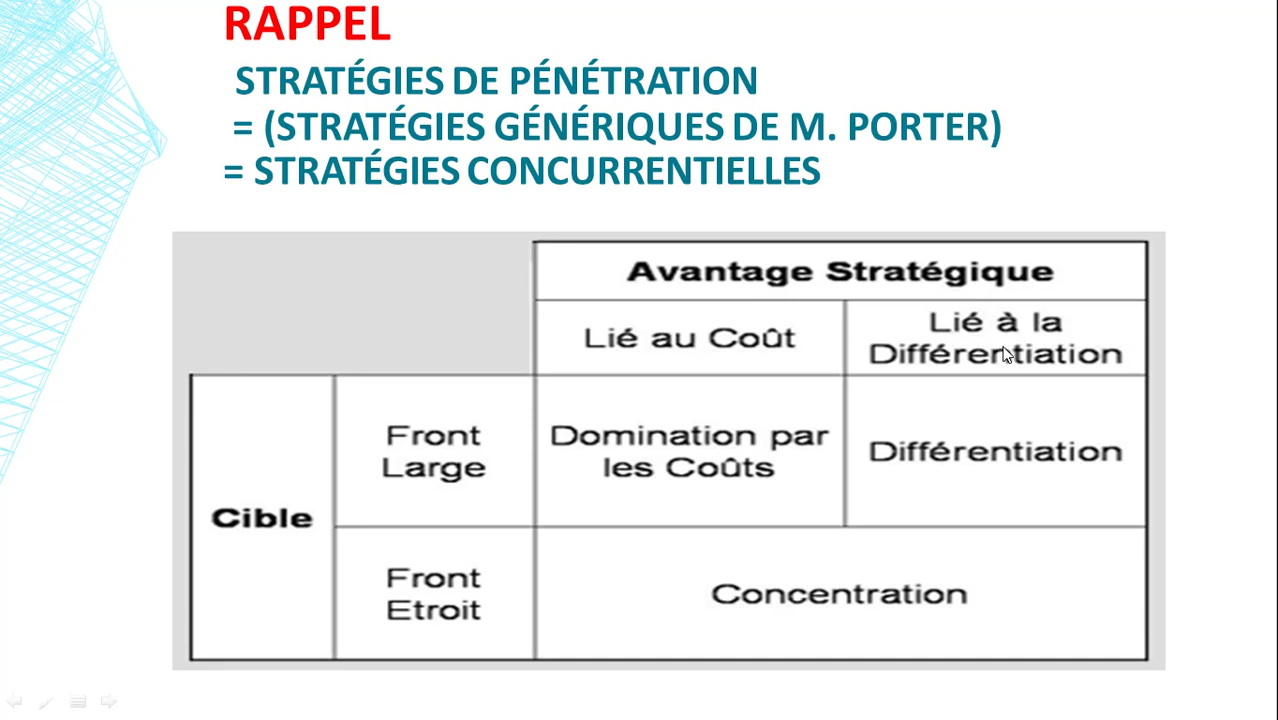 RAPPEL
STRATÉGIES DE PÉNÉTRATION
= (STRATÉGIES GÉNÉRIQUES DE M. PORTER)
= STRATÉGIES CONCURRENTIELLES
Avantage Stratégique
Lié au Coût
Lié à la
Différentiation
Cible
Front
Large
Domination par
les Coûts
Différentiation
Front
Etroit
Concentration